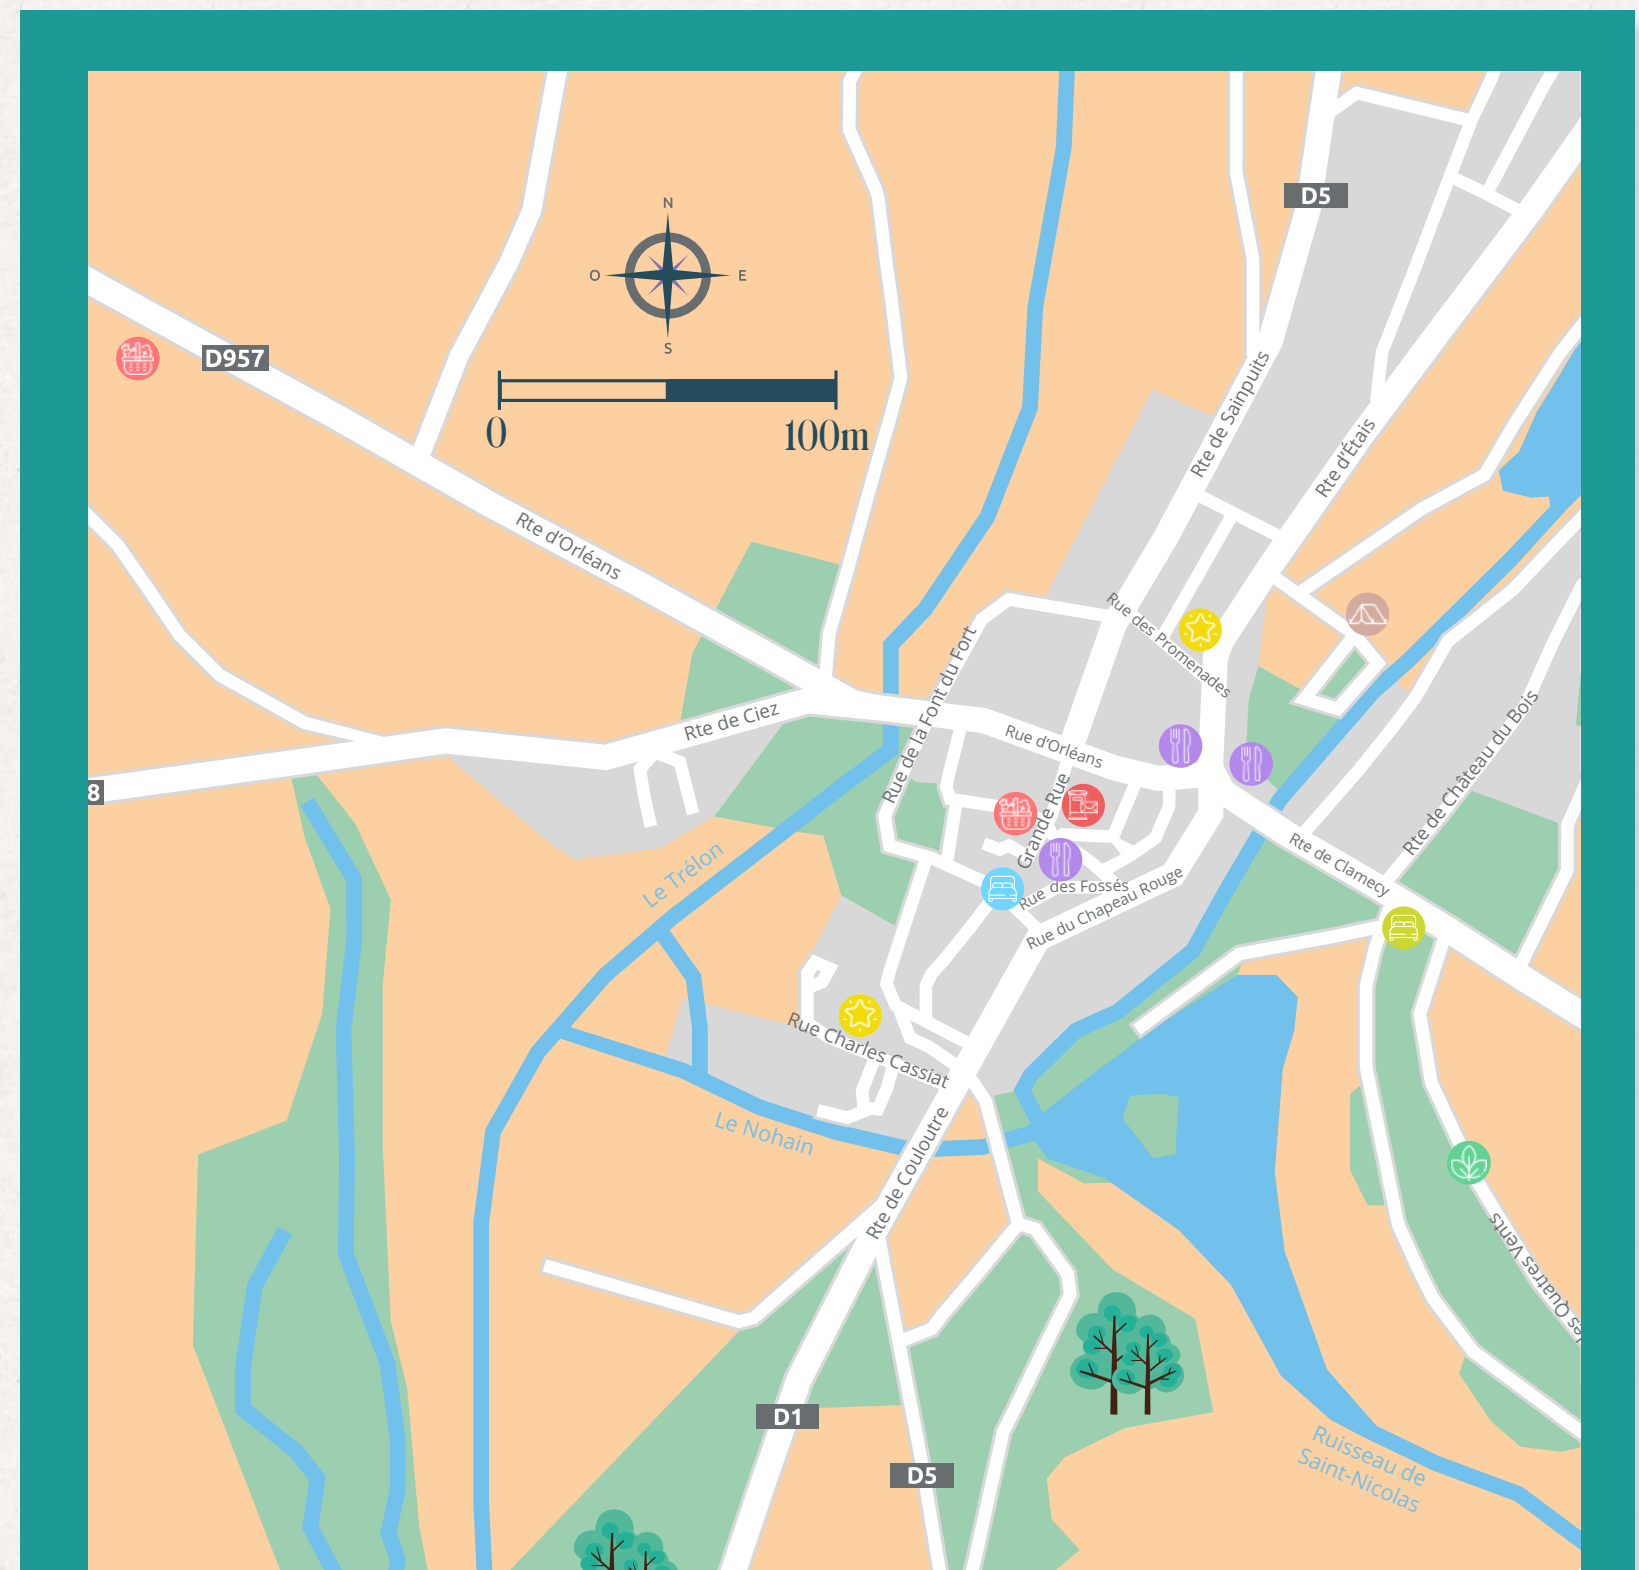 D5
N
O
E
S
D957
0
100m
Rte de Sainpuits
Rte d'Étais
Rte d'Orléans
Rue des Promenades
Rue de la Font du Fort
Rte de Ciez
Rue d'Orléans
Rte de Château du Bois
8
Grande Rue
Rte de Clamecy
Le Trélon
Rue des Fossés
Rue du Chapeau Rouge
Rue Charles Cassiat
Le Nohain
Rte de Couloutre
es Quatres Vents
D1
D5
Ruisseau de
Saint-Nicolas